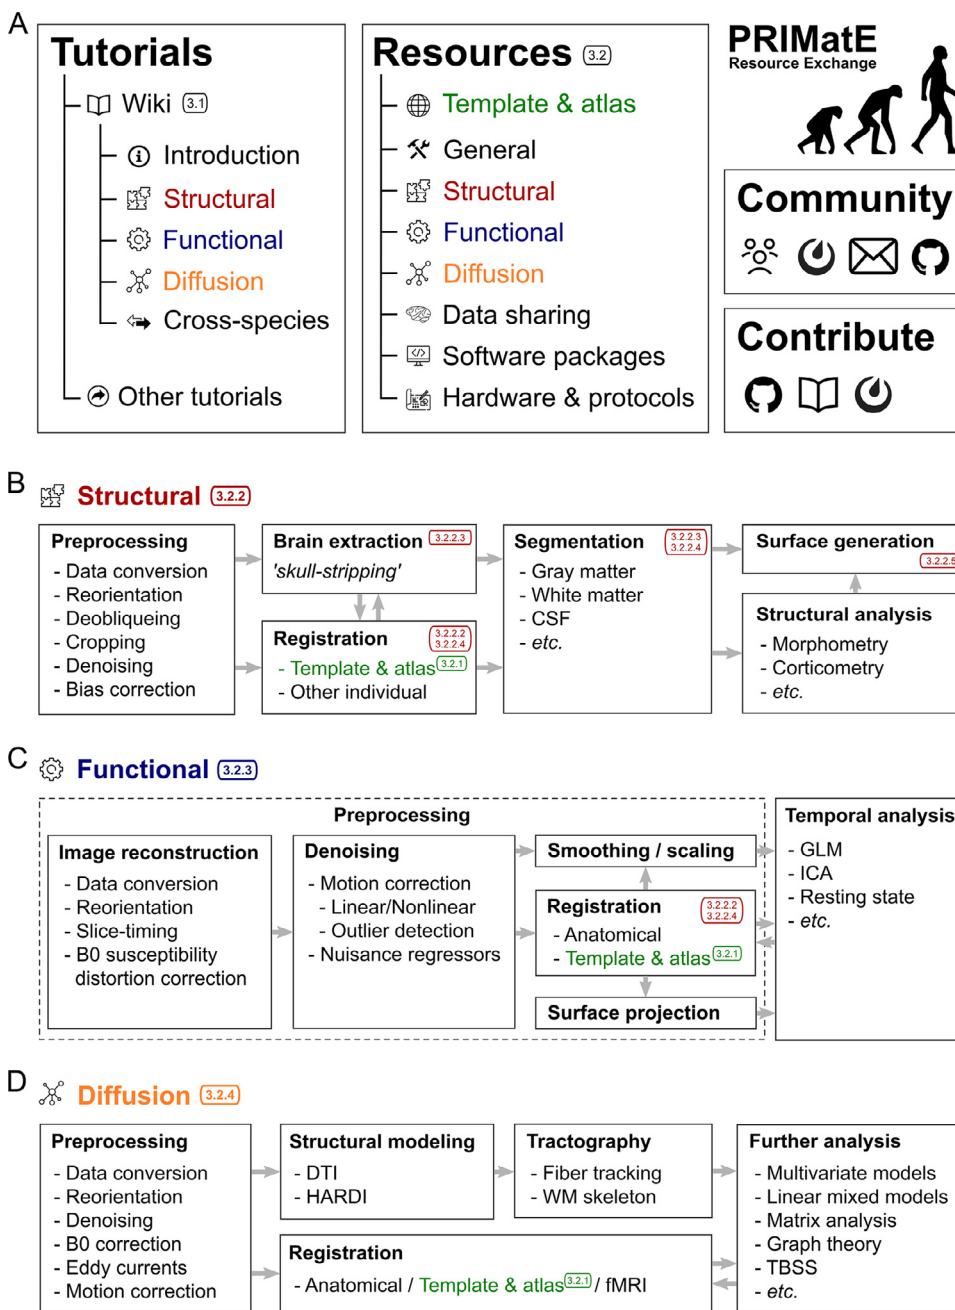 A
Tutorials
Wiki 3.1
Introduction
Structural
Functional
Diffusion
Cross-species
Other tutorials
Resources 3.2
Template & atlas
General
Structural
Functional
Diffusion
Data sharing
Software packages
Hardware & protocols
PRIMatE
Resource Exchange
Community
Contribute
B
Structural 3.2.2
Preprocessing
- Data conversion
- Reorientation
- Deobliqueing
- Cropping
- Denoising
- Bias correction
Brain extraction 3.2.2.3
'skull-stripping'
Registration 3.2.2.2
3.2.2.4
- Template & atlas 3.2.1
- Other individual
Segmentation 3.2.2.3
3.2.2.4
- Gray matter
- White matter
- CSF
- etc.
Surface generation
3.2.2.5
Structural analysis
- Morphometry
- Corticometry
- etc.
C
Functional 3.2.3
Preprocessing
Image reconstruction
- Data conversion
- Reorientation
- Slice-timing
- B0 susceptibility
distortion correction
Denoising
- Motion correction
- Linear/Nonlinear
- Outlier detection
- Nuisance regressors
Smoothing / scaling
Registration 3.2.2.2
3.2.2.4
- Anatomical
- Template & atlas 3.2.1
Surface projection
Temporal analysis
- GLM
- ICA
- Resting state
- etc.
D
Diffusion 3.2.4
Preprocessing
- Data conversion
- Reorientation
- Denoising
- B0 correction
- Eddy currents
- Motion correction
Structural modeling
- DTI
- HARDI
Tractography
- Fiber tracking
- WM skeleton
Registration
- Anatomical / Template & atlas 3.2.1 / fMRI
Further analysis
- Multivariate models
- Linear mixed models
- Matrix analysis
- Graph theory
- TBSS
- etc.